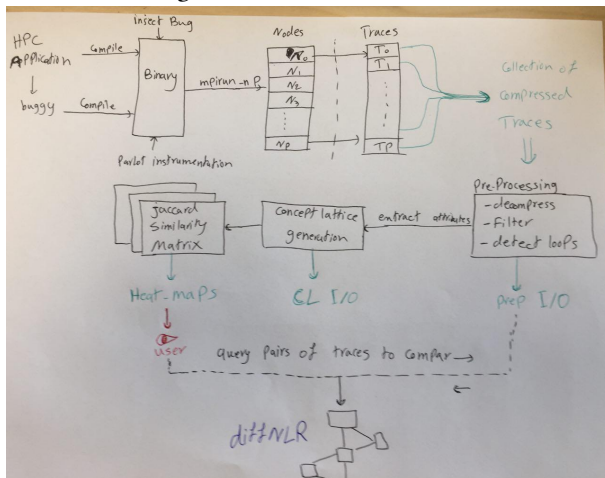 Insect Bug
HPC
Application
Compile
buggy
Compile
Binary
mpirun -n P
Parlot instrumentation
Nodes
N0
N1
N2
N3
NP
Traces
T0
T1
TP
Collection of
Compressed
Traces
Pre-Processing
- decompress
- Filter
- detect loops
extract attributes
Concept lattice
generation
Jaccard
Similarity
Matrix
Heat-maps
CL I/O
prep I/O
user
query pairs of traces to compar →
diffNLR